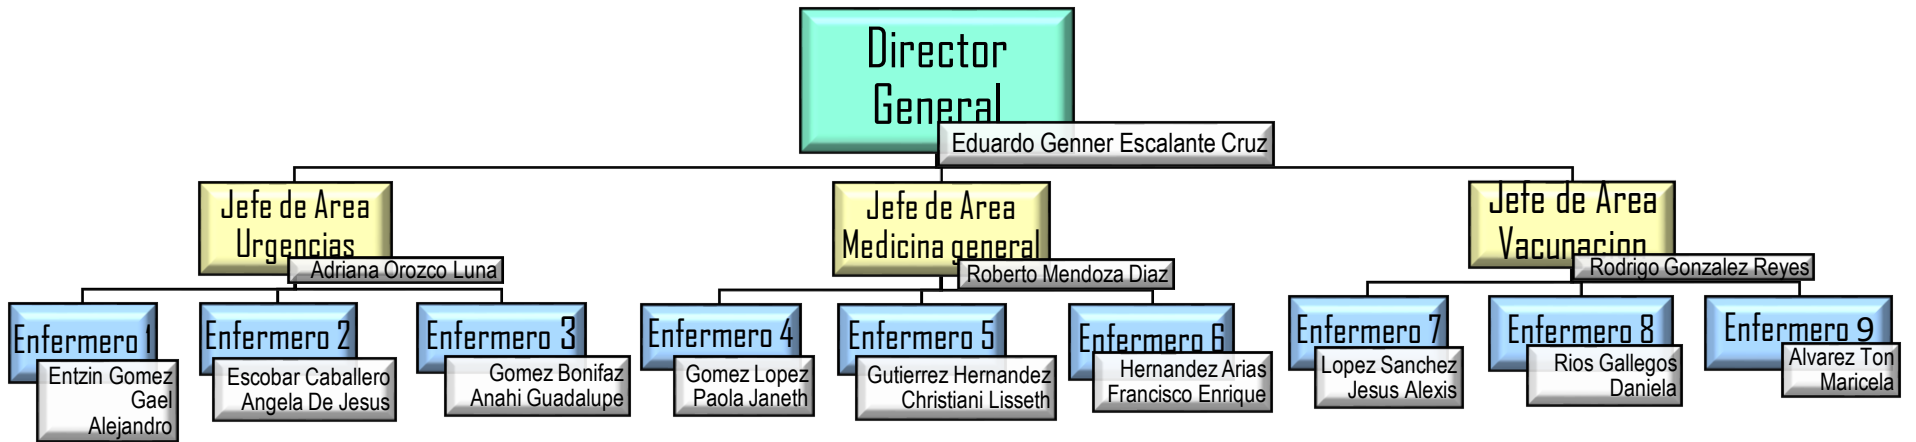 Director
General
Eduardo Genner Escalante Cruz
Jefe de Area
Urgencias
Adriana Orozco Luna
Jefe de Area
Medicina general
Roberto Mendoza Diaz
Jefe de Area
Vacunacion
Rodrigo Gonzalez Reyes
Enfermero 1
Entzin Gomez
Gael
Alejandro
Enfermero 2
Escobar Caballero
Angela De Jesus
Enfermero 3
Gomez Bonifaz
Anahi Guadalupe
Enfermero 4
Gomez Lopez
Paola Janeth
Enfermero 5
Gutierrez Hernandez
Christiani Lisseth
Enfermero 6
Hernandez Arias
Francisco Enrique
Enfermero 7
Lopez Sanchez
Jesus Alexis
Enfermero 8
Rios Gallegos
Daniela
Enfermero 9
Alvarez Ton
Maricela